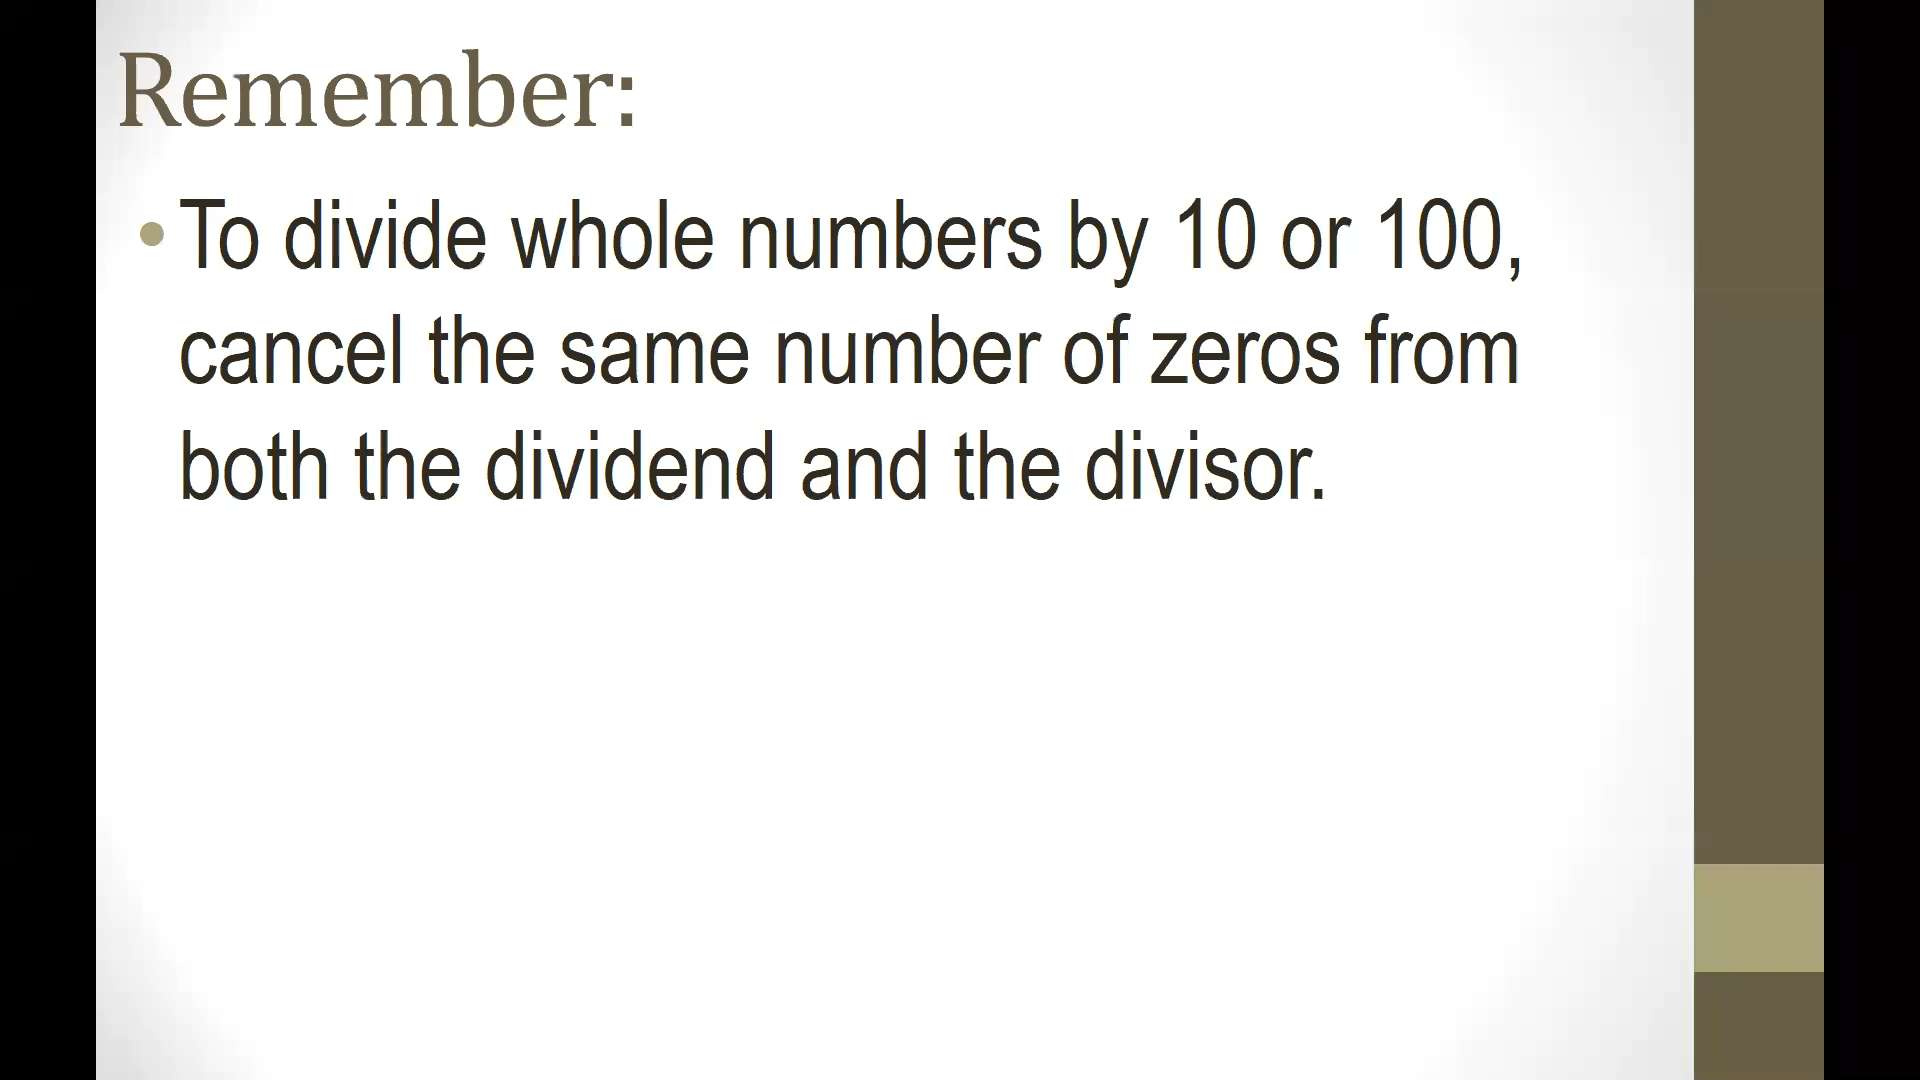 Remember:
• To divide whole numbers by 10 or 100,
cancel the same number of zeros from
both the dividend and the divisor.